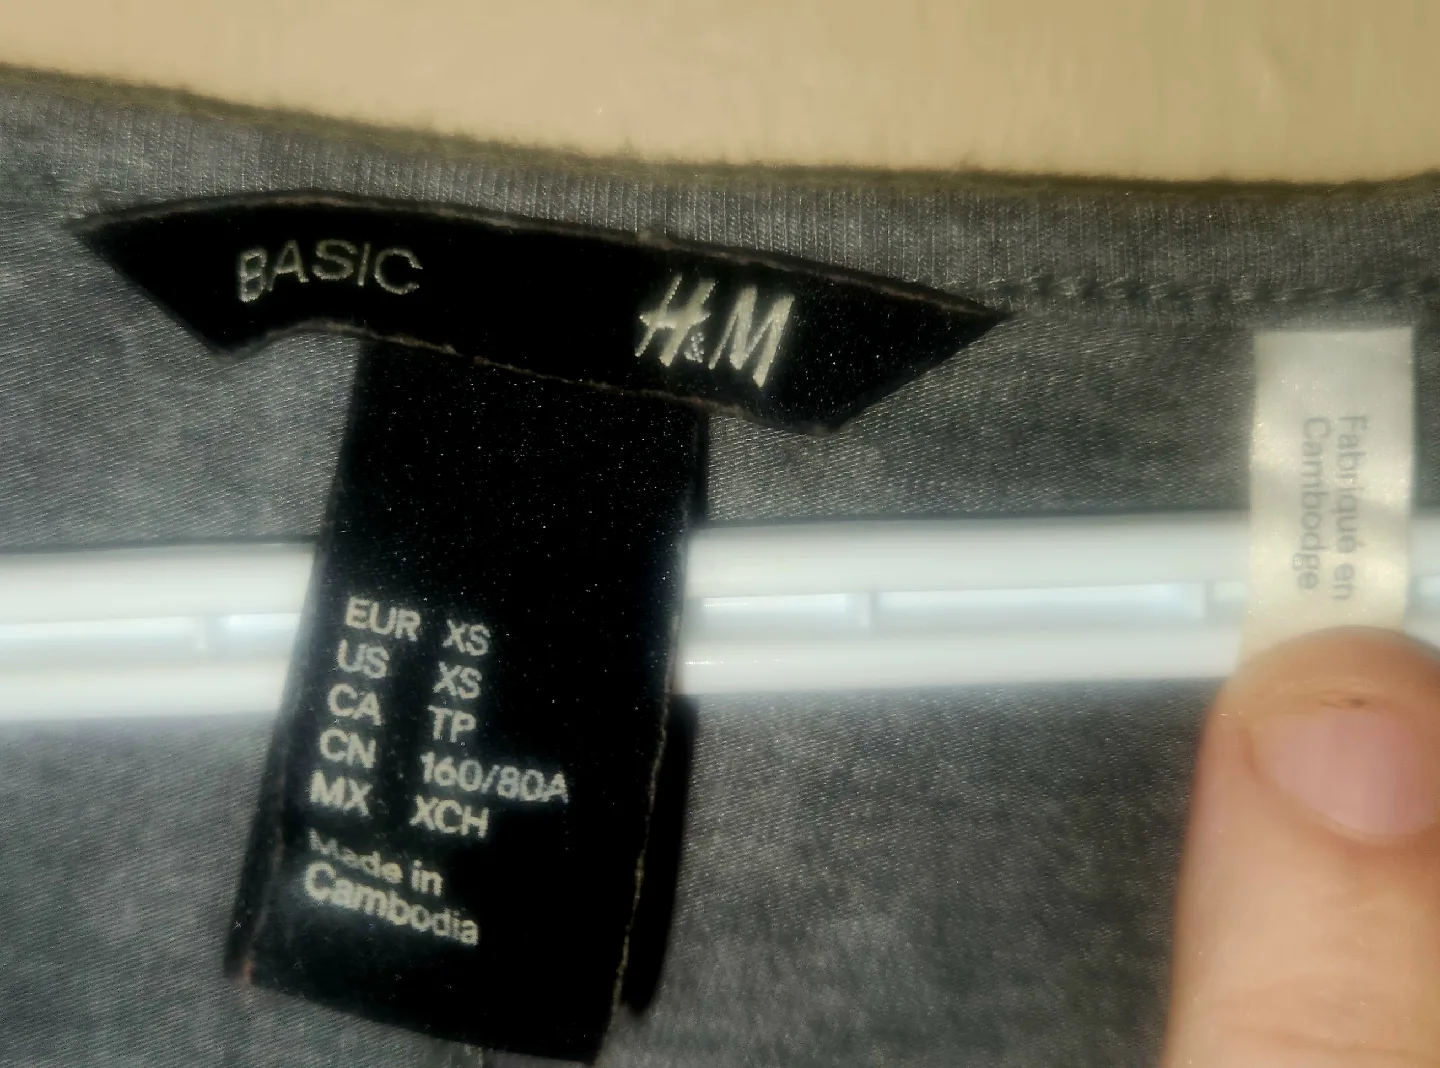 BASIC H&M
EUR XS
US XS
CA TP
CN 160/80A
MX XCH
Made in
Cambodia
Fabriqué en
Cambodge